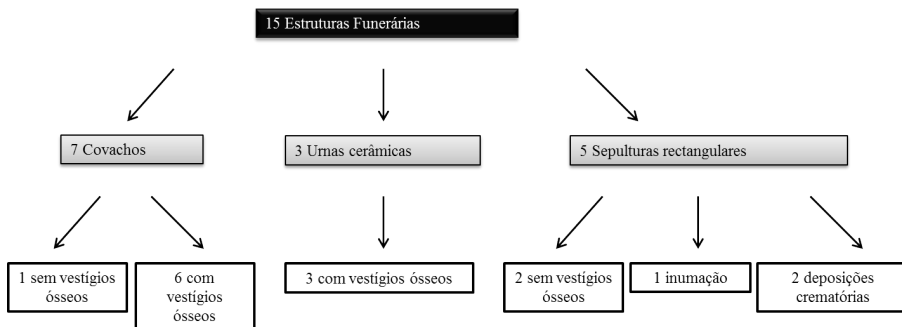 15 Estruturas Funerárias
7 Covachos
3 Urnas cerâmicas
5 Sepulturas rectangulares
1 sem vestígios
ósseos
6 com
vestígios
ósseos
3 com vestígios ósseos
2 sem vestígios
ósseos
1 inumação
2 deposições
crematórias